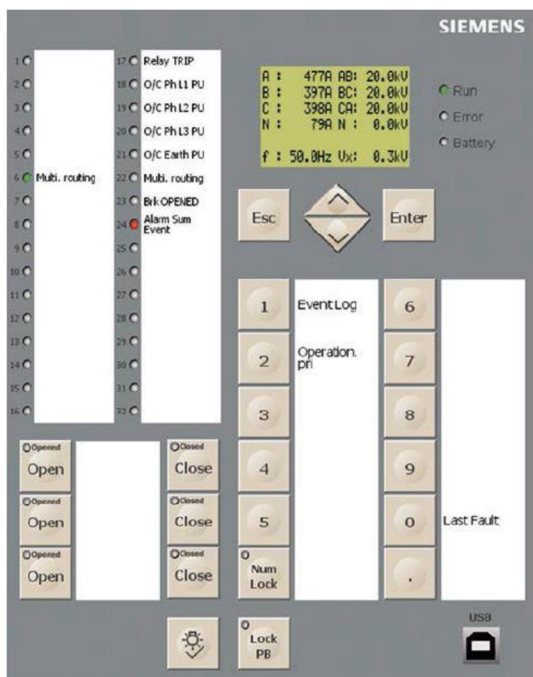 SIEMENS
1
2
3
4
5
6 Multi. routing
7
8
9
10
11
12
13
14
15
16
17 Relay TRIP
18 O/C Ph L1 PU
19 O/C Ph L2 PU
20 O/C Ph L3 PU
21 O/C Earth PU
22 Multi. routing
23 Brk OPENED
24 Alarm Sum
Event
25
26
27
28
29
30
31
32
A : 477A AB: 20.0kV
B : 397A BC: 20.0kV
C : 398A CA: 20.0kV
N : 79A N : 0.0kV
f : 50.0Hz Vx: 0.3kV
Run
Error
Battery
Esc
Enter
1 Event Log
2 Operation.
pri
3
4
5
Num
Lock
6
7
8
9
0 Last Fault
.
Opened
Open
Closed
Close
Opened
Open
Closed
Close
Opened
Open
Closed
Close
Lock
PB
USB